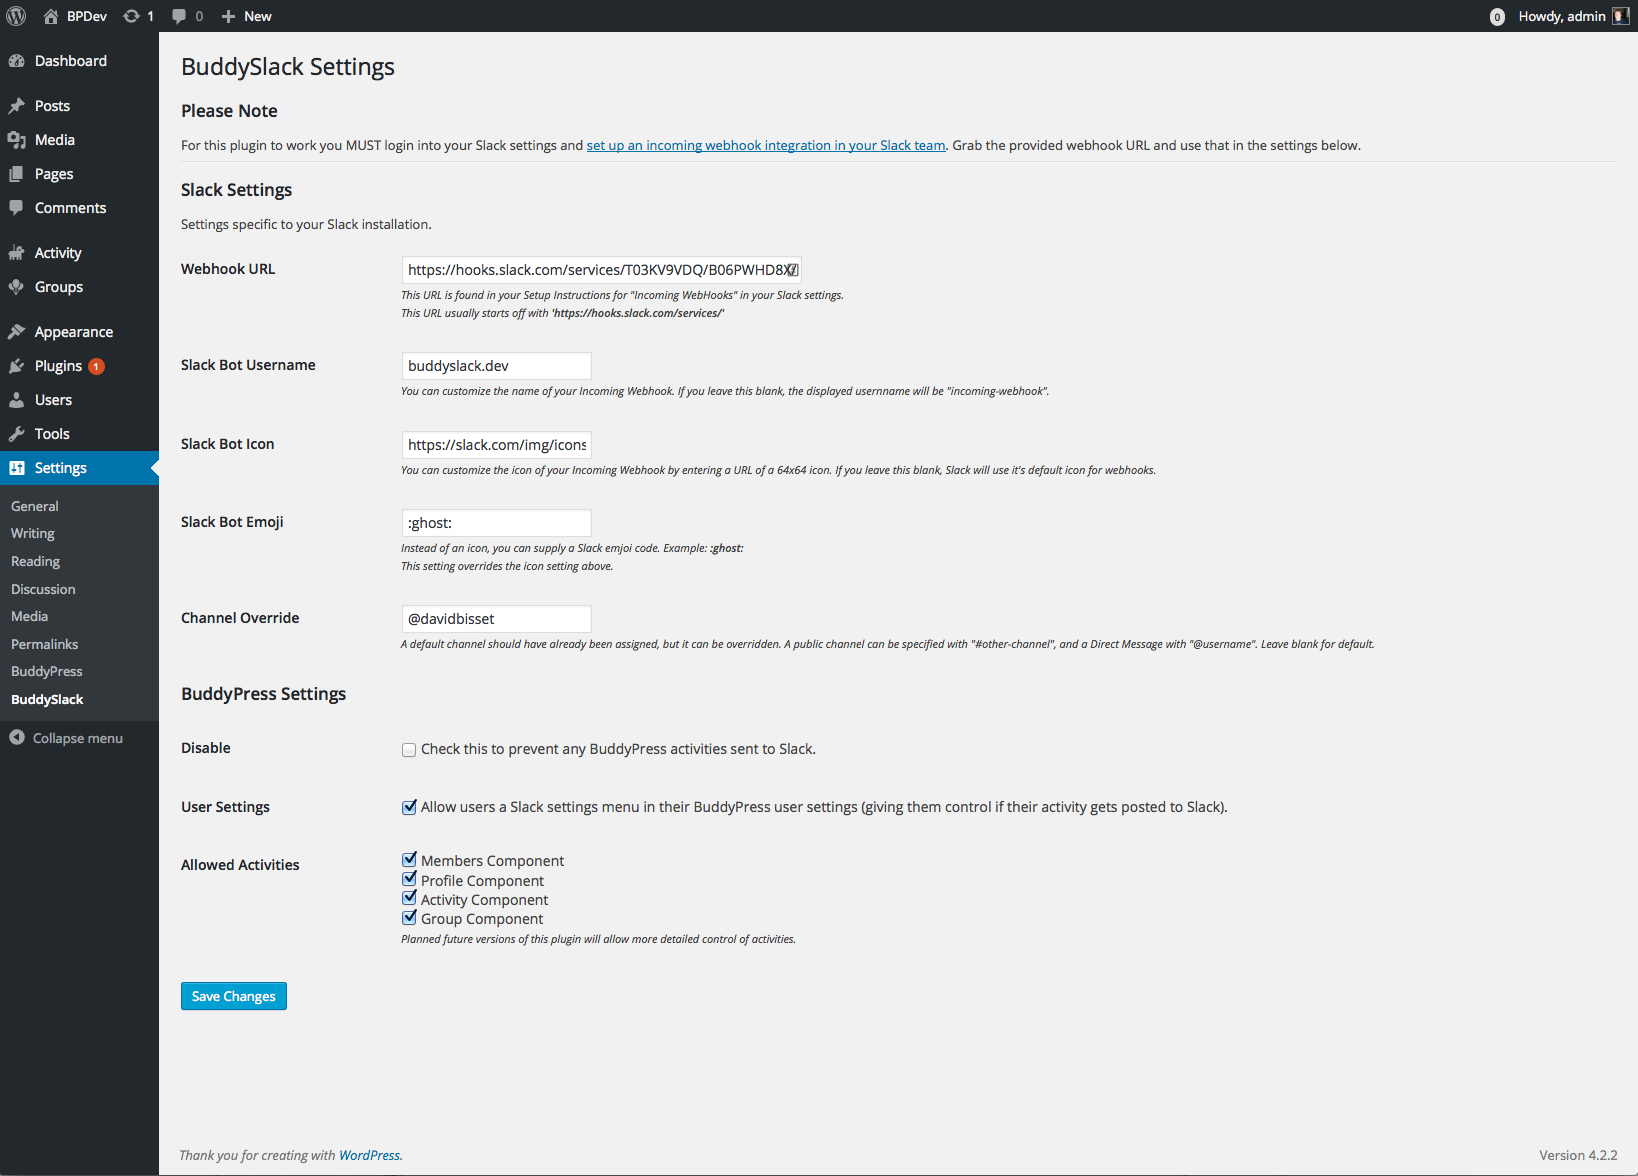 BPDev 1 0 New
0 Howdy, admin
Dashboard
Posts
Media
Pages
Comments
Activity
Groups
Appearance
Plugins 1
Users
Tools
Settings
General
Writing
Reading
Discussion
Media
Permalinks
BuddyPress
BuddySlack
Collapse menu
BuddySlack Settings
Please Note
For this plugin to work you MUST login into your Slack settings and set up an incoming webhook integration in your Slack team. Grab the provided webhook URL and use that in the settings below.
Slack Settings
Settings specific to your Slack installation.
Webhook URL
https://hooks.slack.com/services/T03KV9VDQ/B06PWHD8X
This URL is found in your Setup Instructions for "Incoming WebHooks" in your Slack settings.
This URL usually starts off with 'https://hooks.slack.com/services/'
Slack Bot Username
buddyslack.dev
You can customize the name of your Incoming Webhook. If you leave this blank, the displayed usernname will be "incoming-webhook".
Slack Bot Icon
https://slack.com/img/icons
You can customize the icon of your Incoming Webhook by entering a URL of a 64x64 icon. If you leave this blank, Slack will use it's default icon for webhooks.
Slack Bot Emoji
:ghost:
Instead of an icon, you can supply a Slack emjoi code. Example: :ghost:
This setting overrides the icon setting above.
Channel Override
@davidbisset
A default channel should have already been assigned, but it can be overridden. A public channel can be specified with "#other-channel", and a Direct Message with "@username". Leave blank for default.
BuddyPress Settings
Disable
Check this to prevent any BuddyPress activities sent to Slack.
User Settings
Allow users a Slack settings menu in their BuddyPress user settings (giving them control if their activity gets posted to Slack).
Allowed Activities
Members Component
Profile Component
Activity Component
Group Component
Planned future versions of this plugin will allow more detailed control of activities.
Save Changes
Thank you for creating with WordPress.
Version 4.2.2